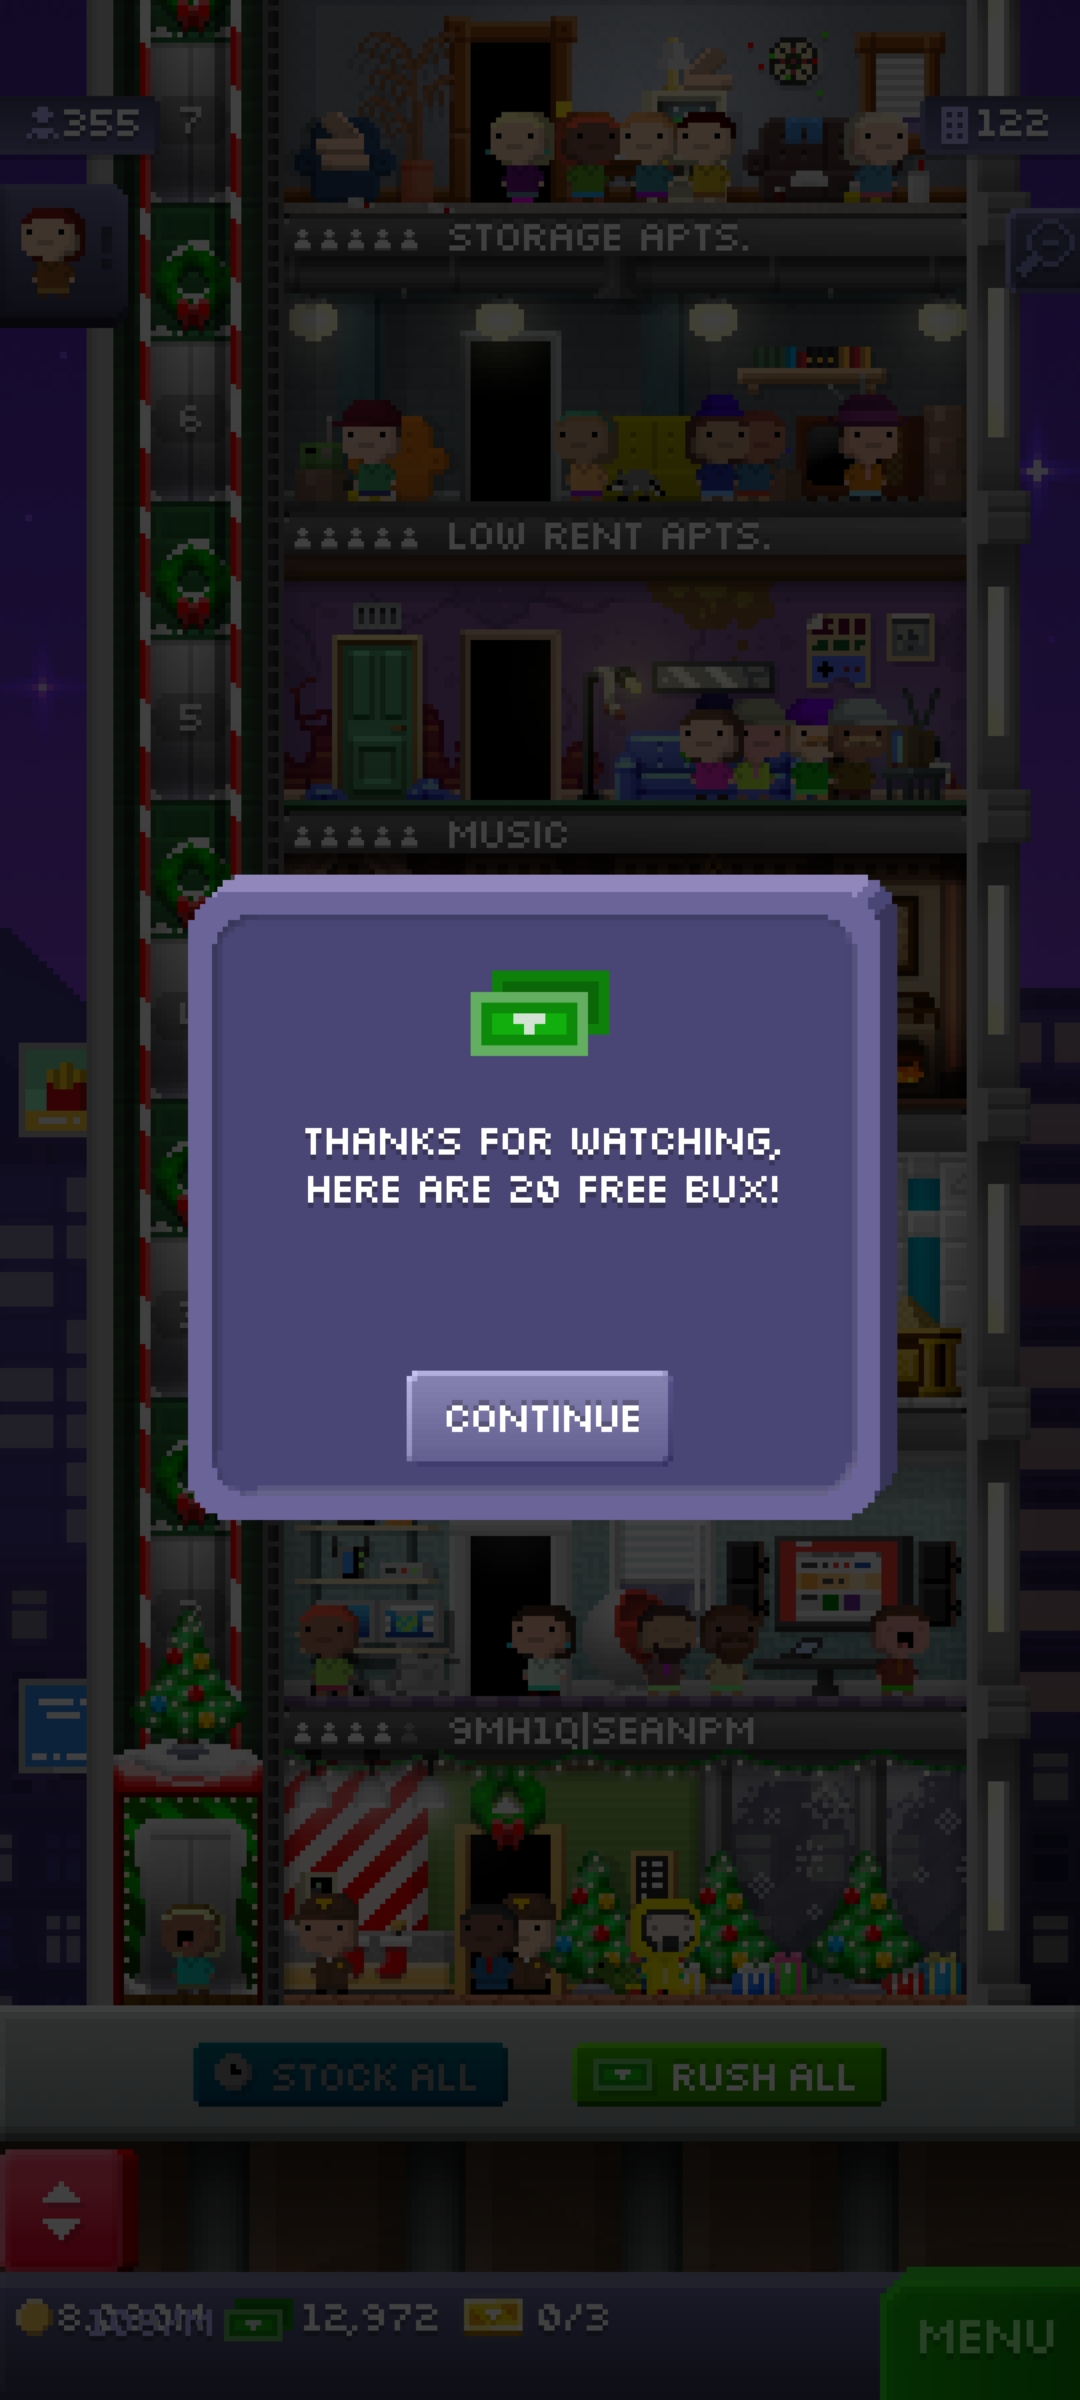 7
355
122
STORAGE APTS.
6
LOW RENT APTS.
5
MUSIC
THANKS FOR WATCHING,
HERE ARE 20 FREE BUX!
CONTINUE
9MH1Q|SEANPM
STOCK ALL
RUSH ALL
12,972
0/3
MENU